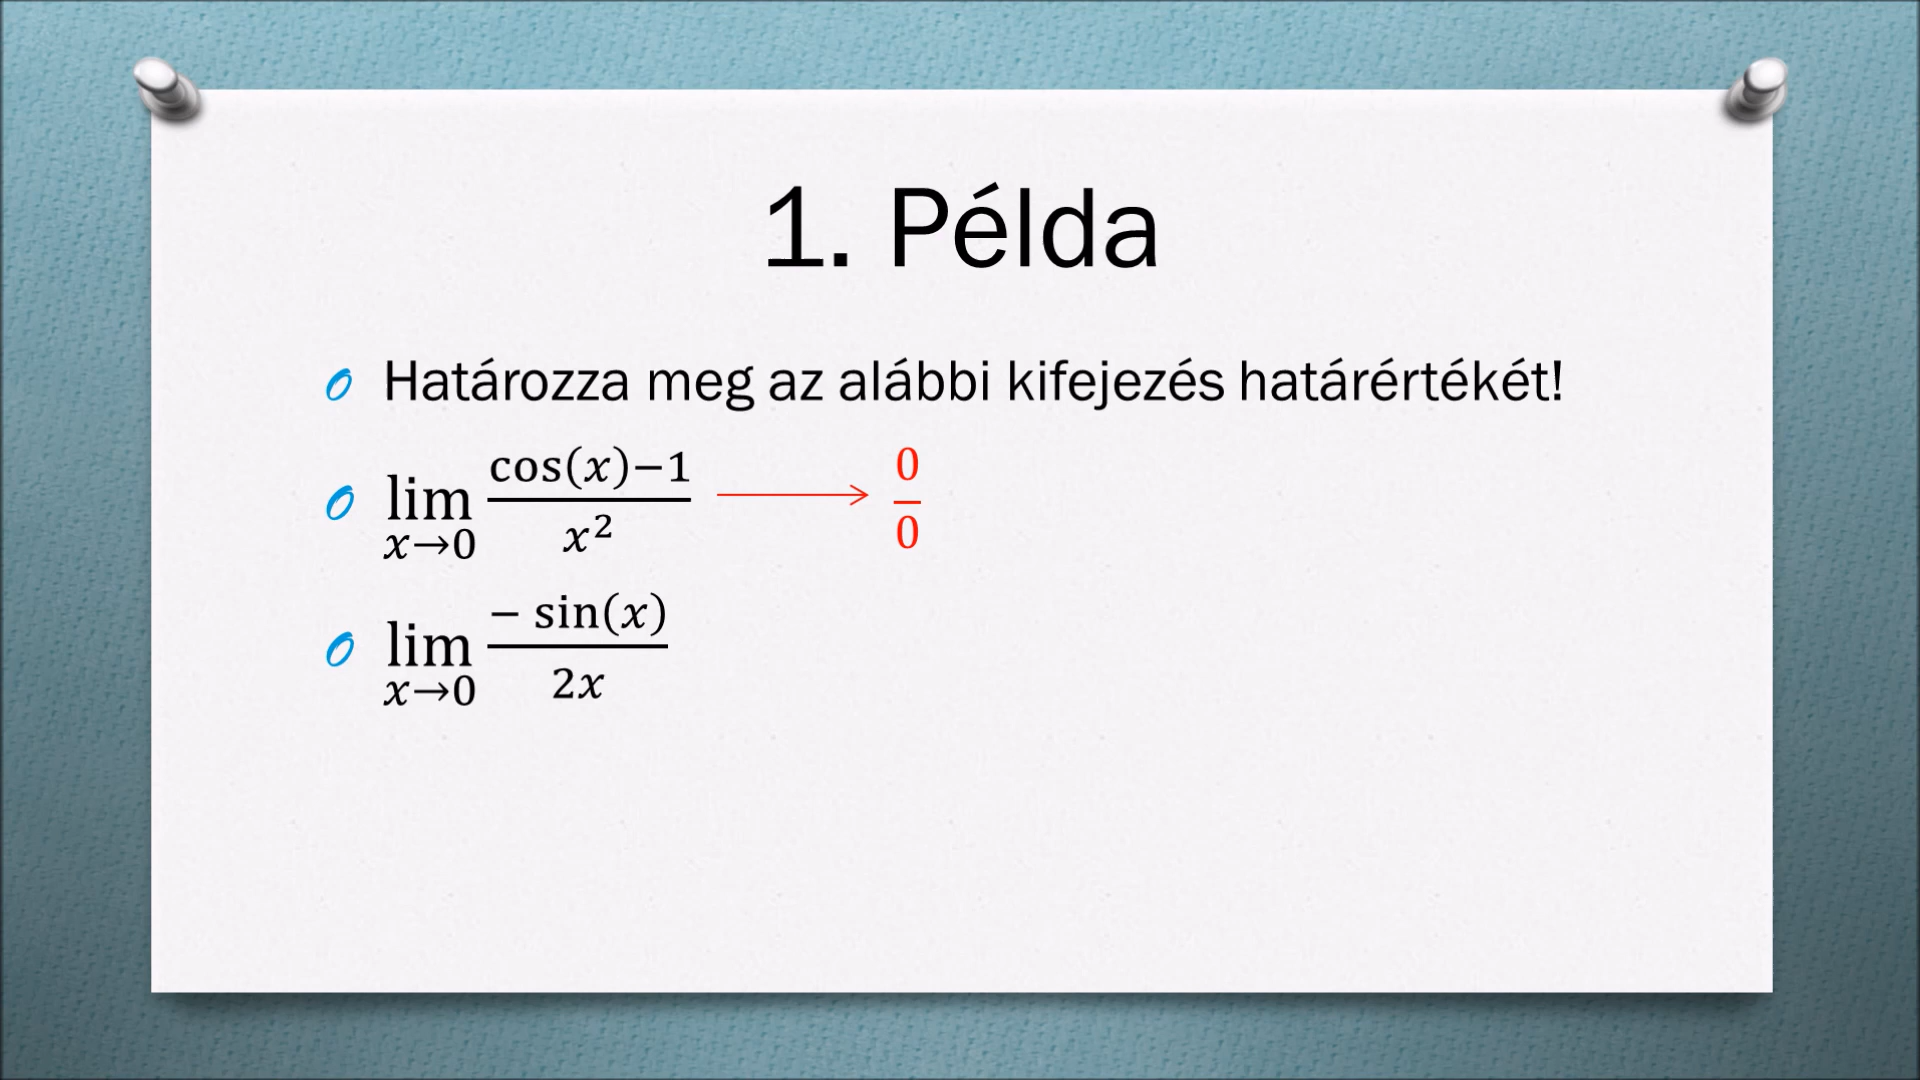 1. Példa
Határozza meg az alábbi kifejezés határértékét!
lim x→0 (cos(x)−1)/x² → 0/0
lim x→0 (− sin(x))/2x